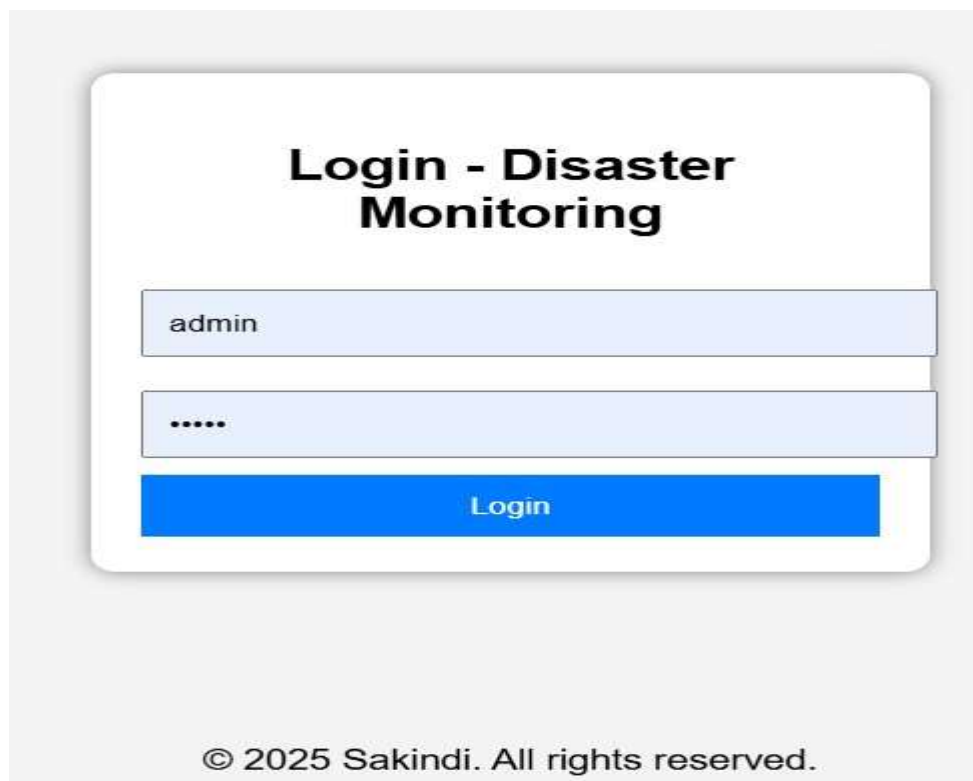 Login - Disaster
Monitoring
admin
•••••
Login
© 2025 Sakindi. All rights reserved.